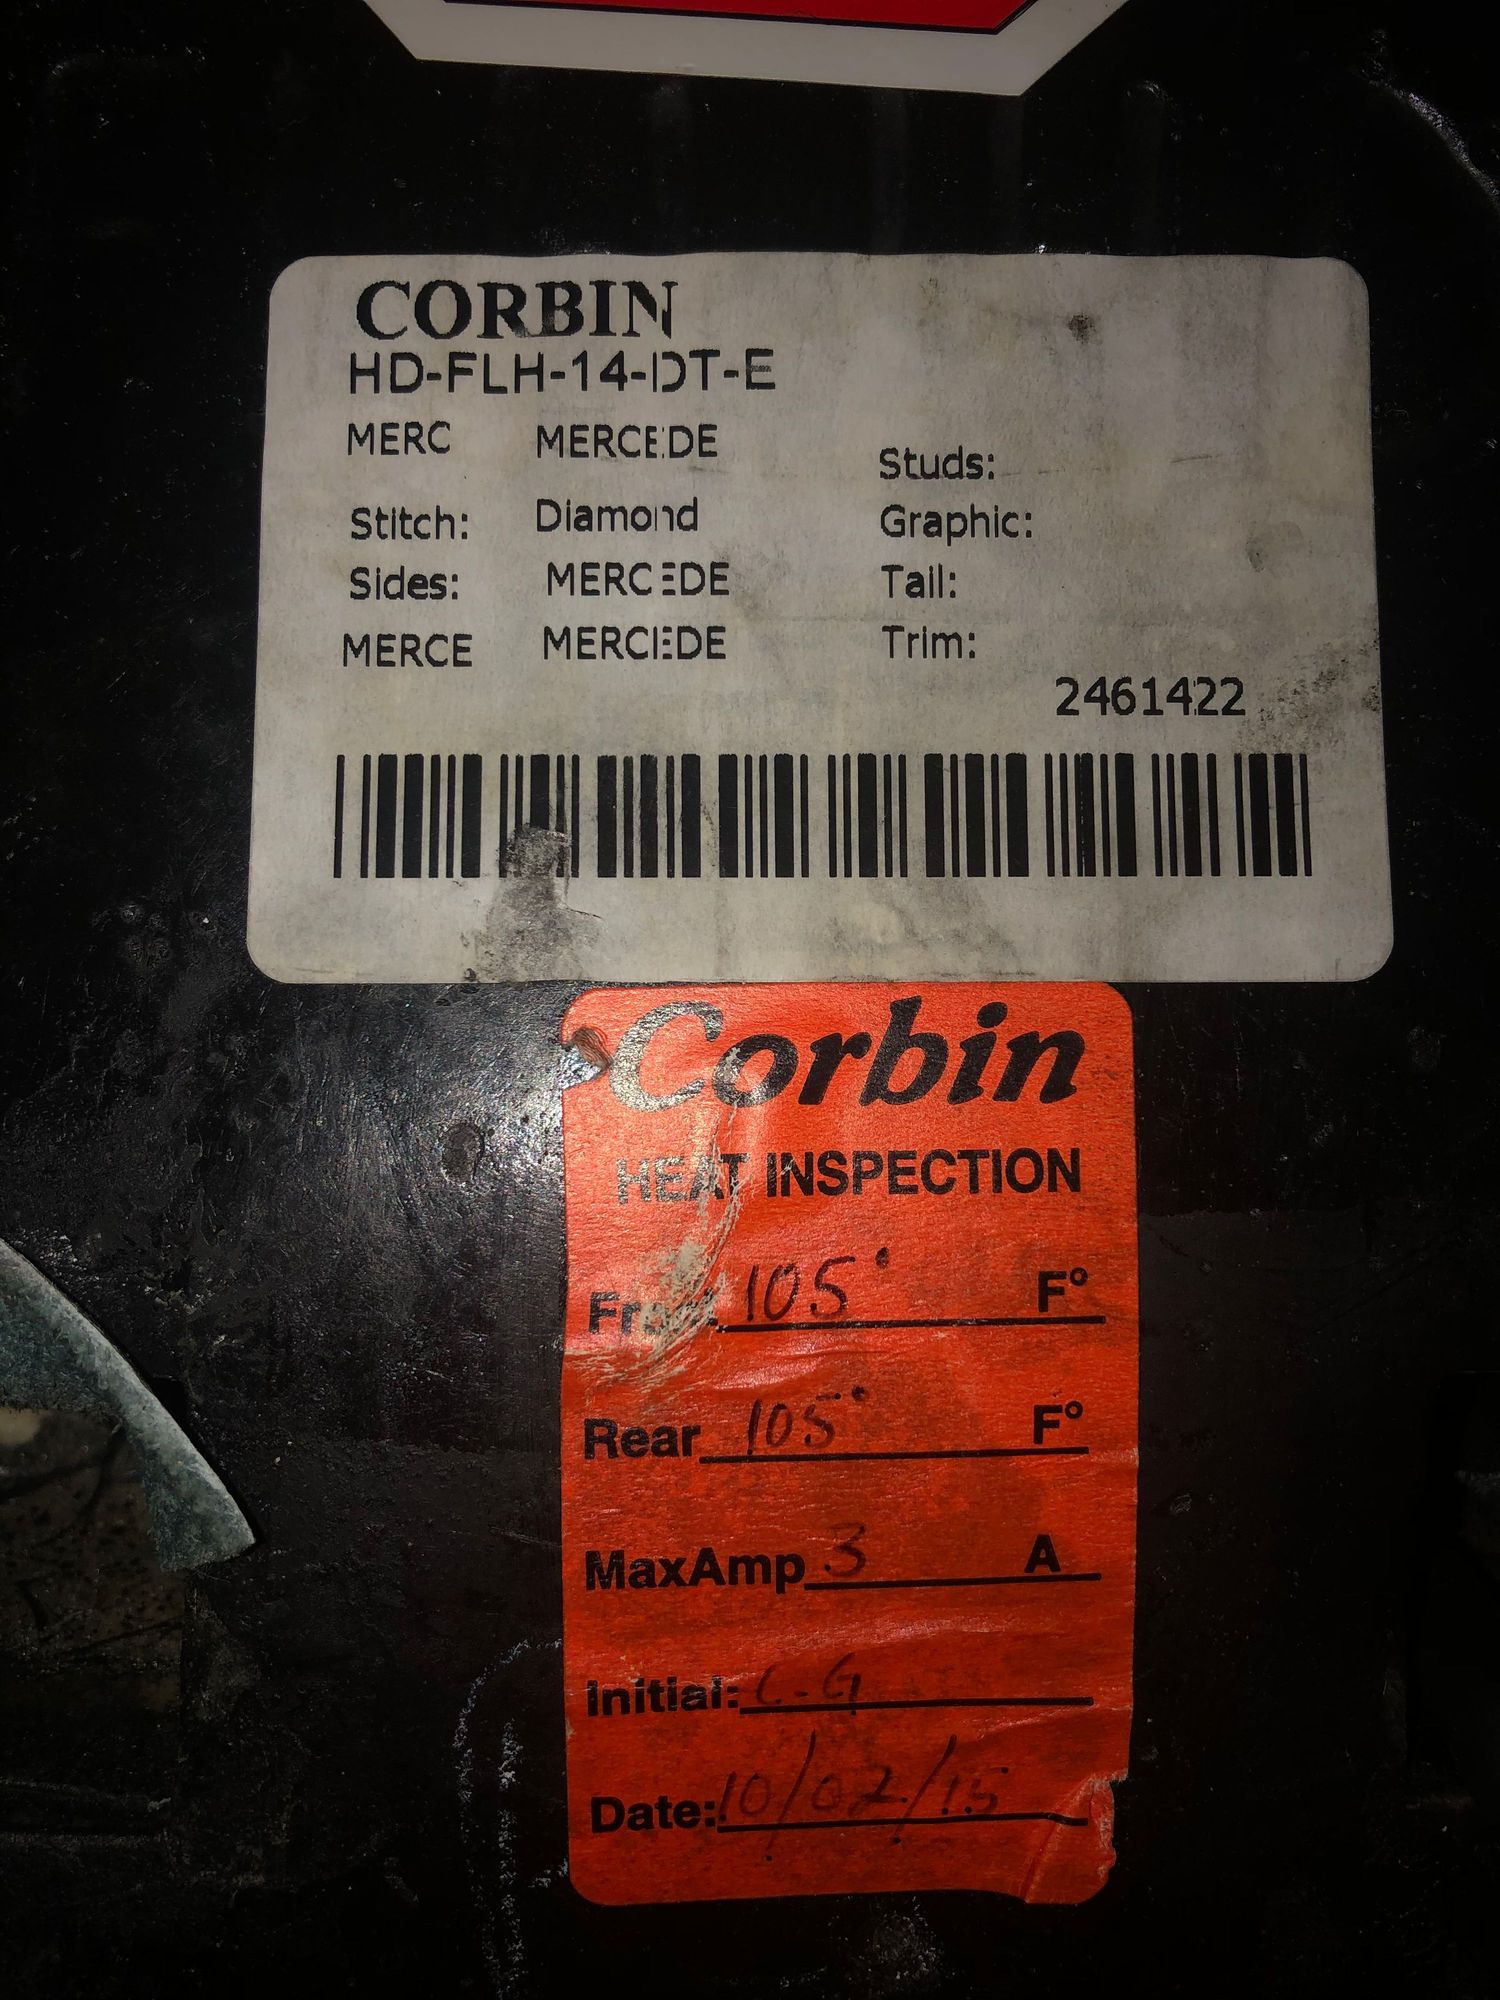 CORBIN
HD-FLH-14-DT-E
MERC MERCEDE
Studs:
Stitch: Diamond Graphic:
Sides: MERCEDE Tail:
MERCE MERCEDE Trim:
2461422
Corbin
HEAT INSPECTION
Front 105° F°
Rear 105° F°
MaxAmp 3 A
Initial: C-G
Date: 10/02/15